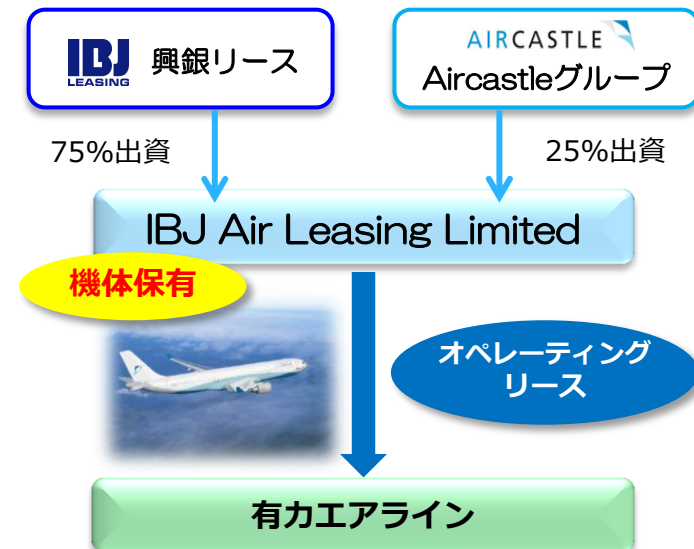 IBJ
LEASING
興銀リース
AIRCASTLE
Aircastleグループ
75%出資
25%出資
IBJ Air Leasing Limited
機体保有
オペレーティング
リース
有力エアライン